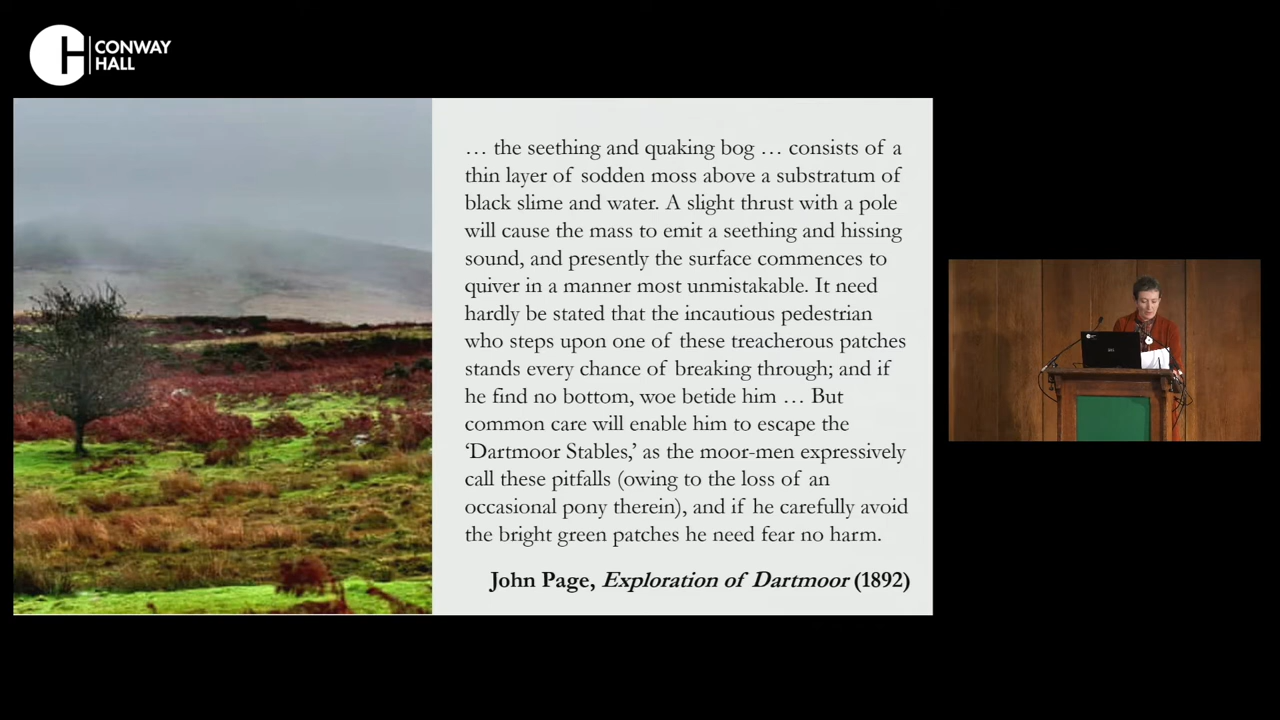 CONWAY
HALL
… the seething and quaking bog … consists of a
thin layer of sodden moss above a substratum of
black slime and water. A slight thrust with a pole
will cause the mass to emit a seething and hissing
sound, and presently the surface commences to
quiver in a manner most unmistakable. It need
hardly be stated that the incautious pedestrian
who steps upon one of these treacherous patches
stands every chance of breaking through; and if
he find no bottom, woe betide him … But
common care will enable him to escape the
‘Dartmoor Stables,’ as the moor-men expressively
call these pitfalls (owing to the loss of an
occasional pony therein), and if he carefully avoid
the bright green patches he need fear no harm.
John Page, Exploration of Dartmoor (1892)